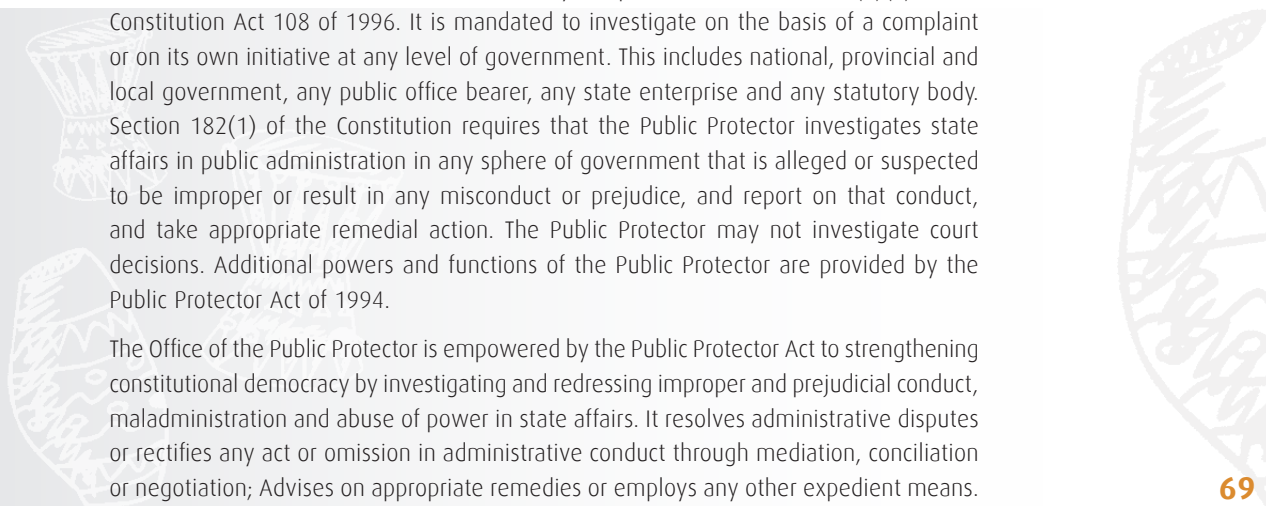 Constitution Act 108 of 1996. It is mandated to investigate on the basis of a complaint
or on its own initiative at any level of government. This includes national, provincial and
local government, any public office bearer, any state enterprise and any statutory body.
Section 182(1) of the Constitution requires that the Public Protector investigates state
affairs in public administration in any sphere of government that is alleged or suspected
to be improper or result in any misconduct or prejudice, and report on that conduct,
and take appropriate remedial action. The Public Protector may not investigate court
decisions. Additional powers and functions of the Public Protector are provided by the
Public Protector Act of 1994.
The Office of the Public Protector is empowered by the Public Protector Act to strengthening
constitutional democracy by investigating and redressing improper and prejudicial conduct,
maladministration and abuse of power in state affairs. It resolves administrative disputes
or rectifies any act or omission in administrative conduct through mediation, conciliation
or negotiation; Advises on appropriate remedies or employs any other expedient means.
69